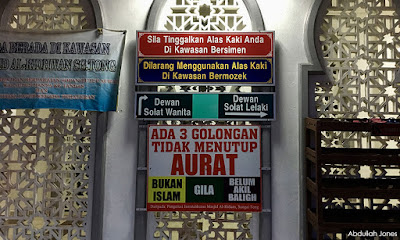 BERADA DI KAWASAN
Sila Tinggalkan Alas Kaki Anda
Di Kawasan Bersimen
Dilarang Menggunakan Alas Kaki
Di Kawasan Bermozek
Dewan
Solat Wanita
Dewan
Solat Lelaki
ADA 3 GOLONGAN
TIDAK MENUTUP
AURAT
BUKAN
ISLAM
GILA
BELUM
AKIL
BALIGH
Abdullah Jones